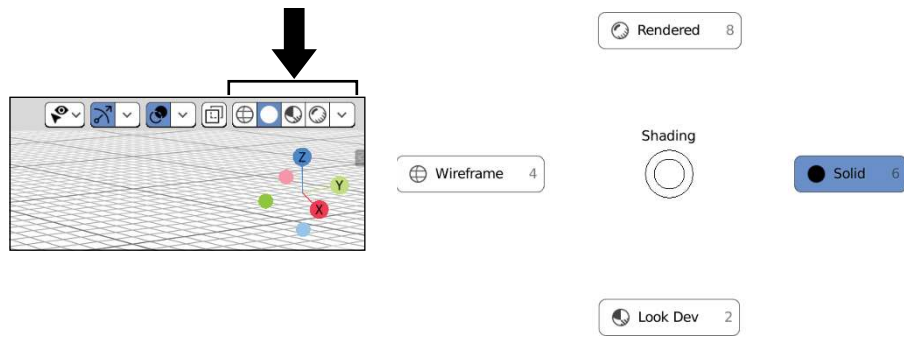 Rendered 8
Shading
Wireframe 4
Solid 6
Z
Y
X
Look Dev 2